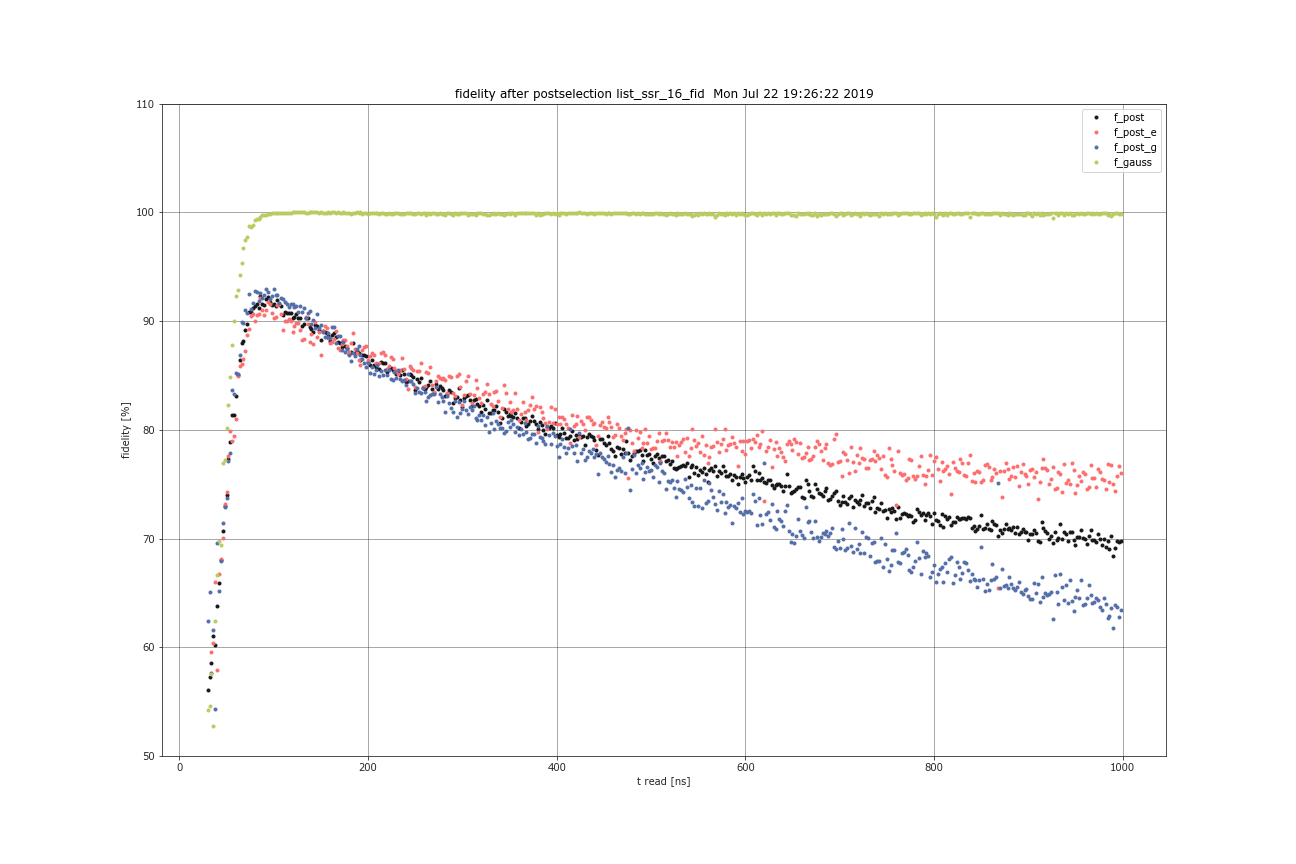 fidelity after postselection list_ssr_16_fid  Mon Jul 22 19:26:22 2019
110
100
90
80
70
60
50
fidelity [%]
f_post
f_post_e
f_post_g
f_gauss
0
200
400
600
800
1000
t read [ns]